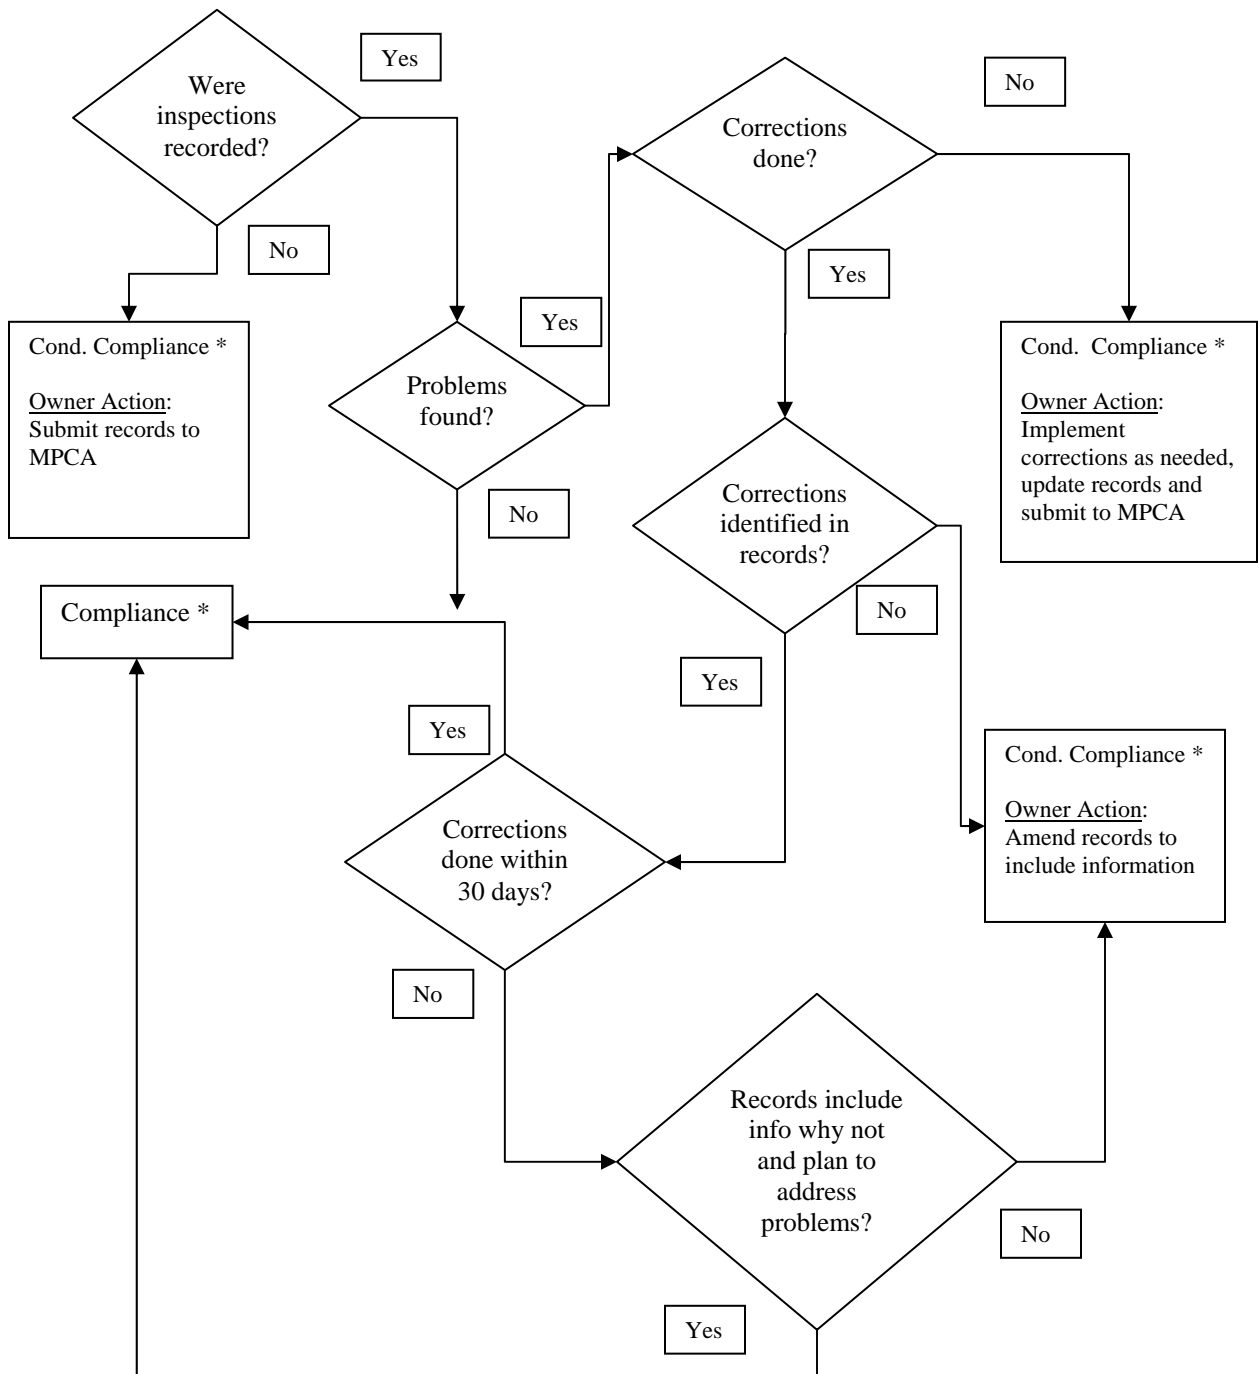 Were
inspections
recorded?
Yes
No
Cond. Compliance *
Owner Action:
Submit records to
MPCA
Problems
found?
Yes
No
Corrections
done?
No
Yes
Cond.  Compliance *
Owner Action:
Implement
corrections as needed,
update records and
submit to MPCA
Corrections
identified in
records?
No
Yes
Compliance *
Yes
Corrections
done within
30 days?
No
Cond. Compliance *
Owner Action:
Amend records to
include information
Records include
info why not
and plan to
address
problems?
No
Yes